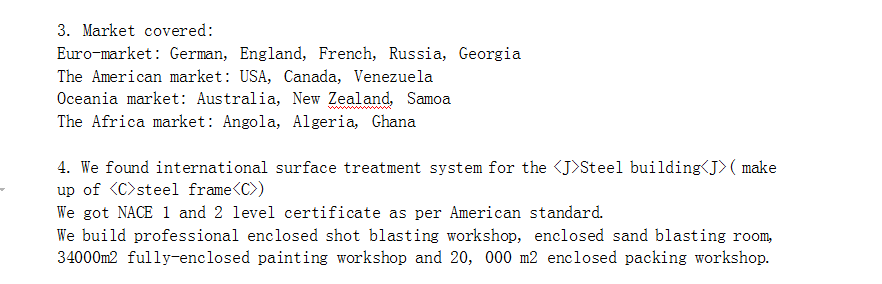 3. Market covered:
Euro-market: German, England, French, Russia, Georgia
The American market: USA, Canada, Venezuela
Oceania market: Australia, New Zealand, Samoa
The Africa market: Angola, Algeria, Ghana
4. We found international surface treatment system for the <J>Steel building<J>( make
up of <C>steel frame<C>)
We got NACE 1 and 2 level certificate as per American standard.
We build professional enclosed shot blasting workshop, enclosed sand blasting room,
34000m2 fully-enclosed painting workshop and 20, 000 m2 enclosed packing workshop.